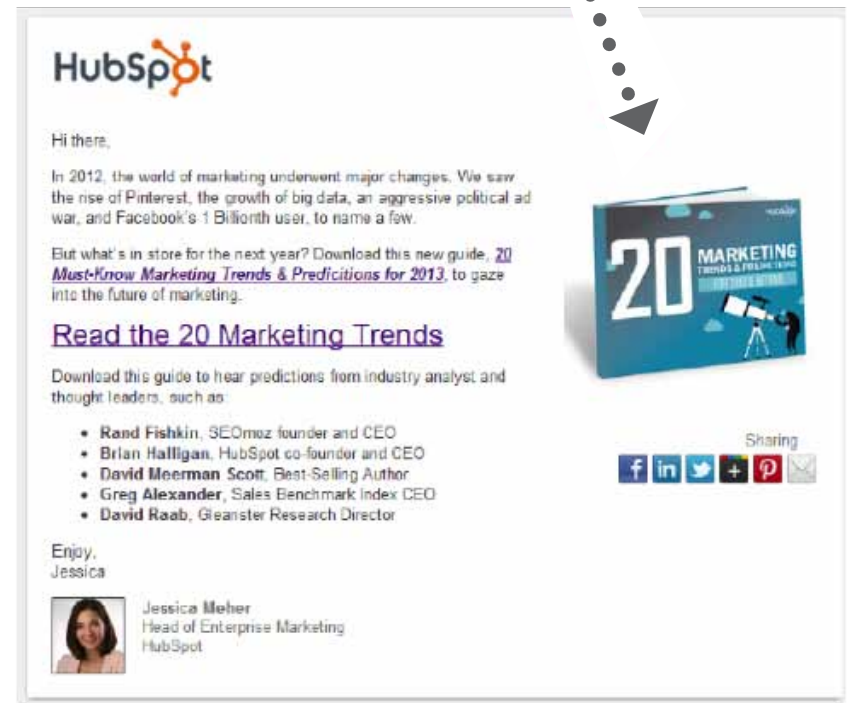 HubSpot
Hi there,
In 2012, the world of marketing underwent major changes. We saw
the rise of Pinterest, the growth of big data, an aggressive political ad
war, and Facebook's 1 Billionth user, to name a few.
But what's in store for the next year? Download this new guide, 20
Must-Know Marketing Trends & Predicitions for 2013, to gaze
into the future of marketing.
Read the 20 Marketing Trends
Download this guide to hear predictions from industry analyst and
thought leaders, such as:
• Rand Fishkin, SEOmoz founder and CEO
• Brian Halligan, HubSpot co-founder and CEO
• David Meerman Scott, Best-Selling Author
• Greg Alexander, Sales Benchmark Index CEO
• David Raab, Gleanster Research Director
Enjoy,
Jessica
Jessica Meher
Head of Enterprise Marketing
HubSpot
20 MARKETING
TRENDS & PREDICTIONS
Sharing